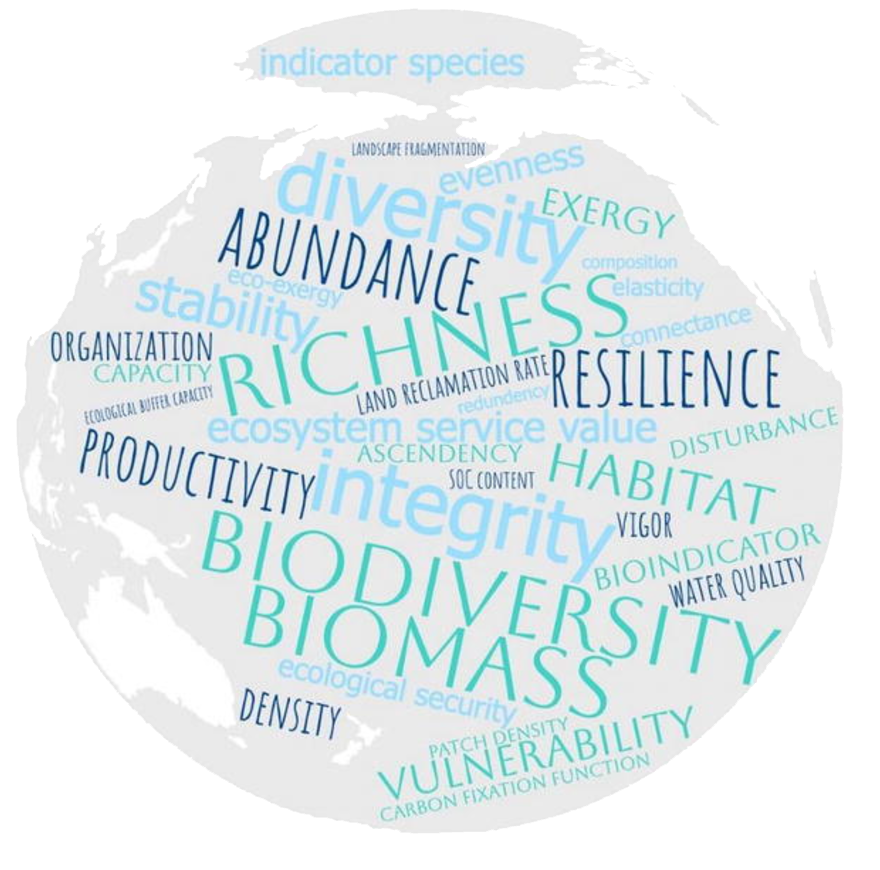 indicator species
LANDSCAPE FRAGMENTATION
evenness
diversity
EXERGY
ABUNDANCE
composition
eco-exergy
elasticity
stability
connectance
RICHNESS
ORGANIZATION
CAPACITY
LAND RECLAMATION RATE
RESILIENCE
ECOLOGICAL BUFFER CAPACITY
redundency
ecosystem service value
DISTURBANCE
ASCENDENCY
PRODUCTIVITY
SOC CONTENT
HABITAT
integrity
VIGOR
BIOINDICATOR
WATER QUALITY
BIODIVERSITY
BIOMASS
ecological security
DENSITY
PATCH DENSITY
VULNERABILITY
CARBON FIXATION FUNCTION